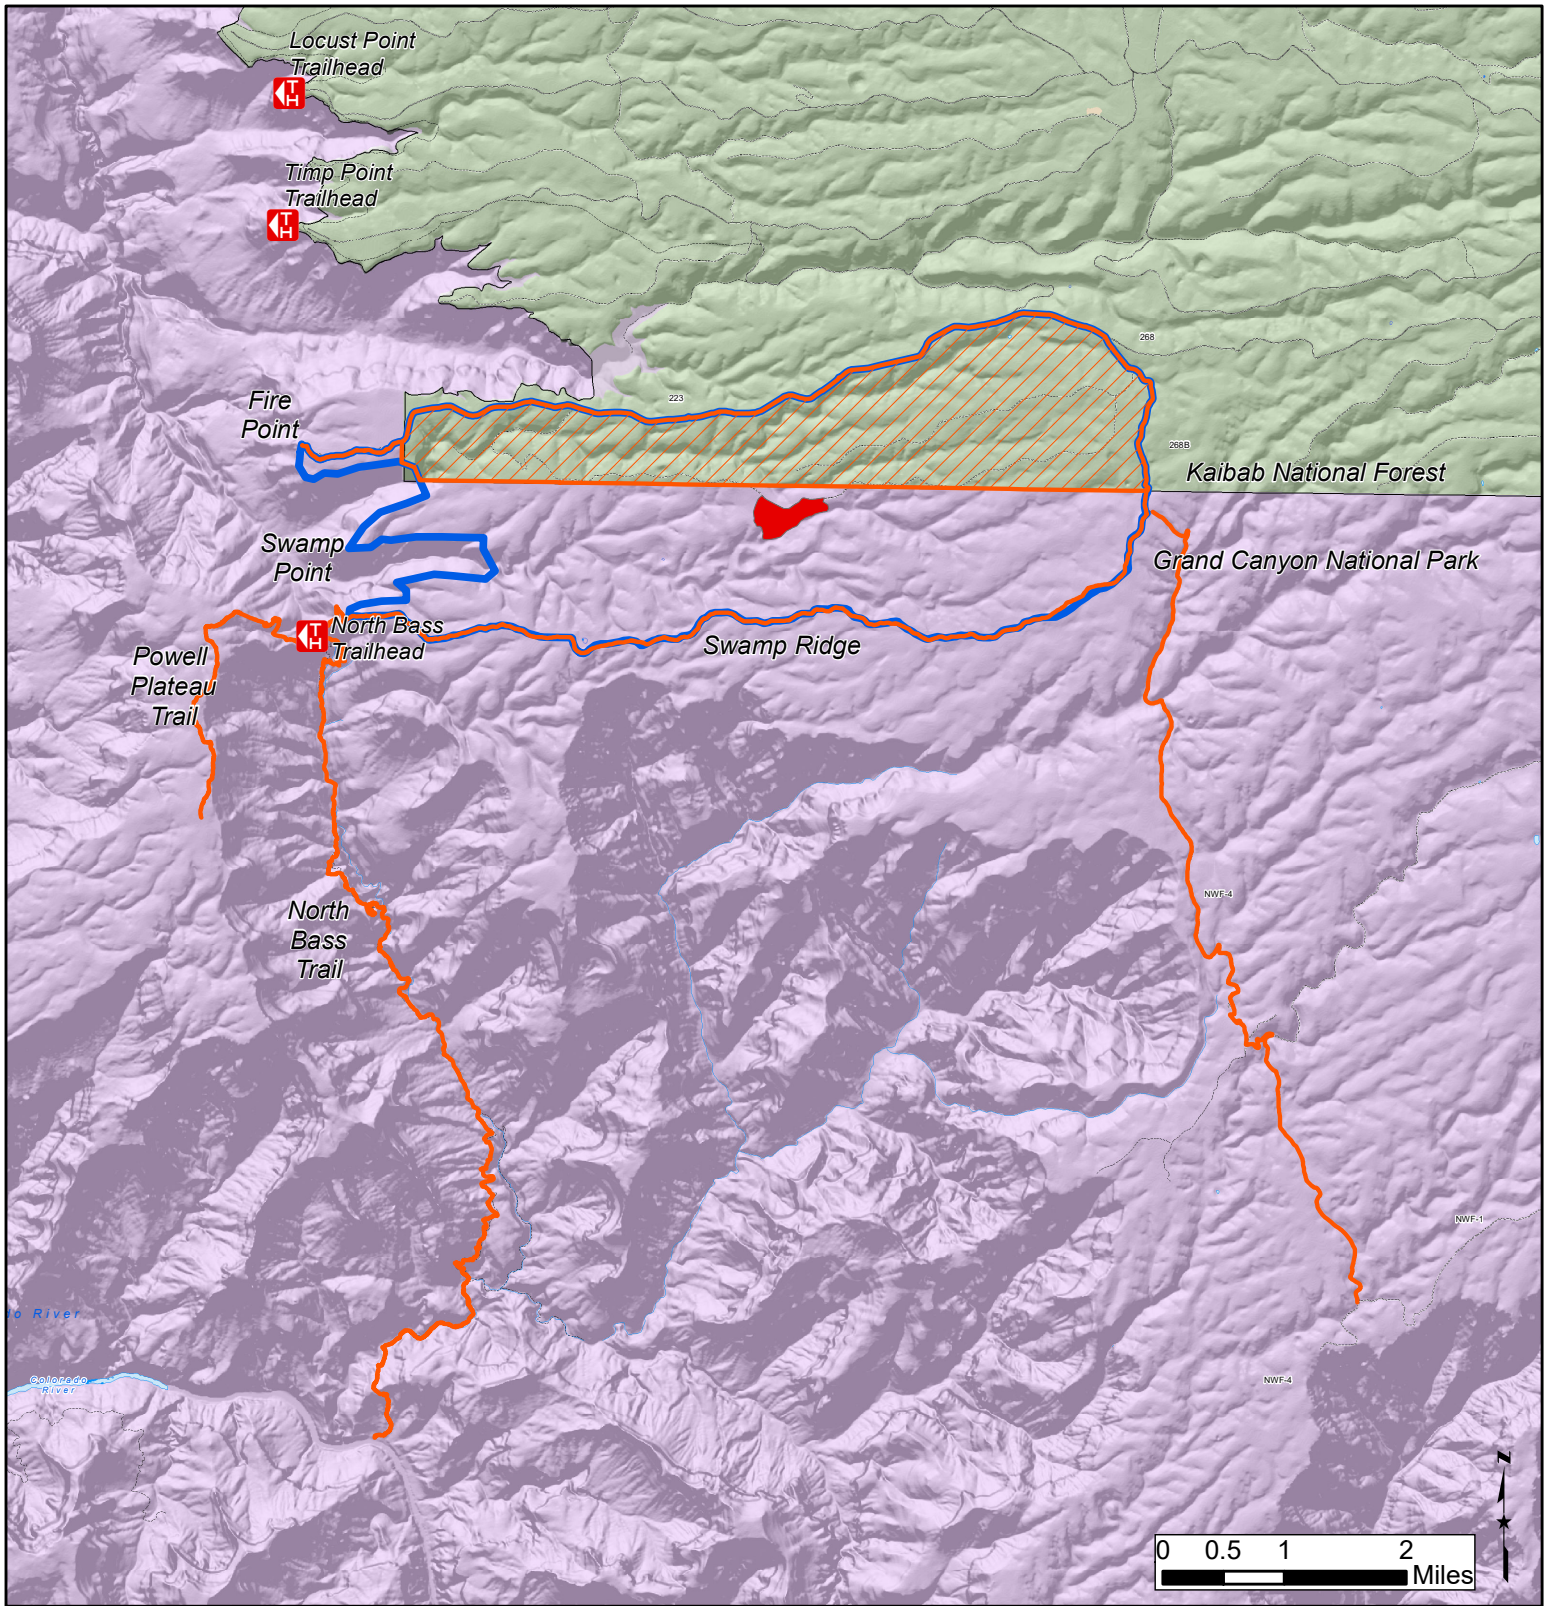 Locust Point
Trailhead
T
H
Timp Point
Trailhead
T
H
268
Fire
Point
223
268B
Kaibab National Forest
Swamp
Point
Grand Canyon National Park
T
H
North Bass
Trailhead
Swamp Ridge
Powell
Plateau
Trail
NWF-4
North
Bass
Trail
NWF-1
do River
Colorado
River
NWF-4
N
0 0.5 1 2
Miles